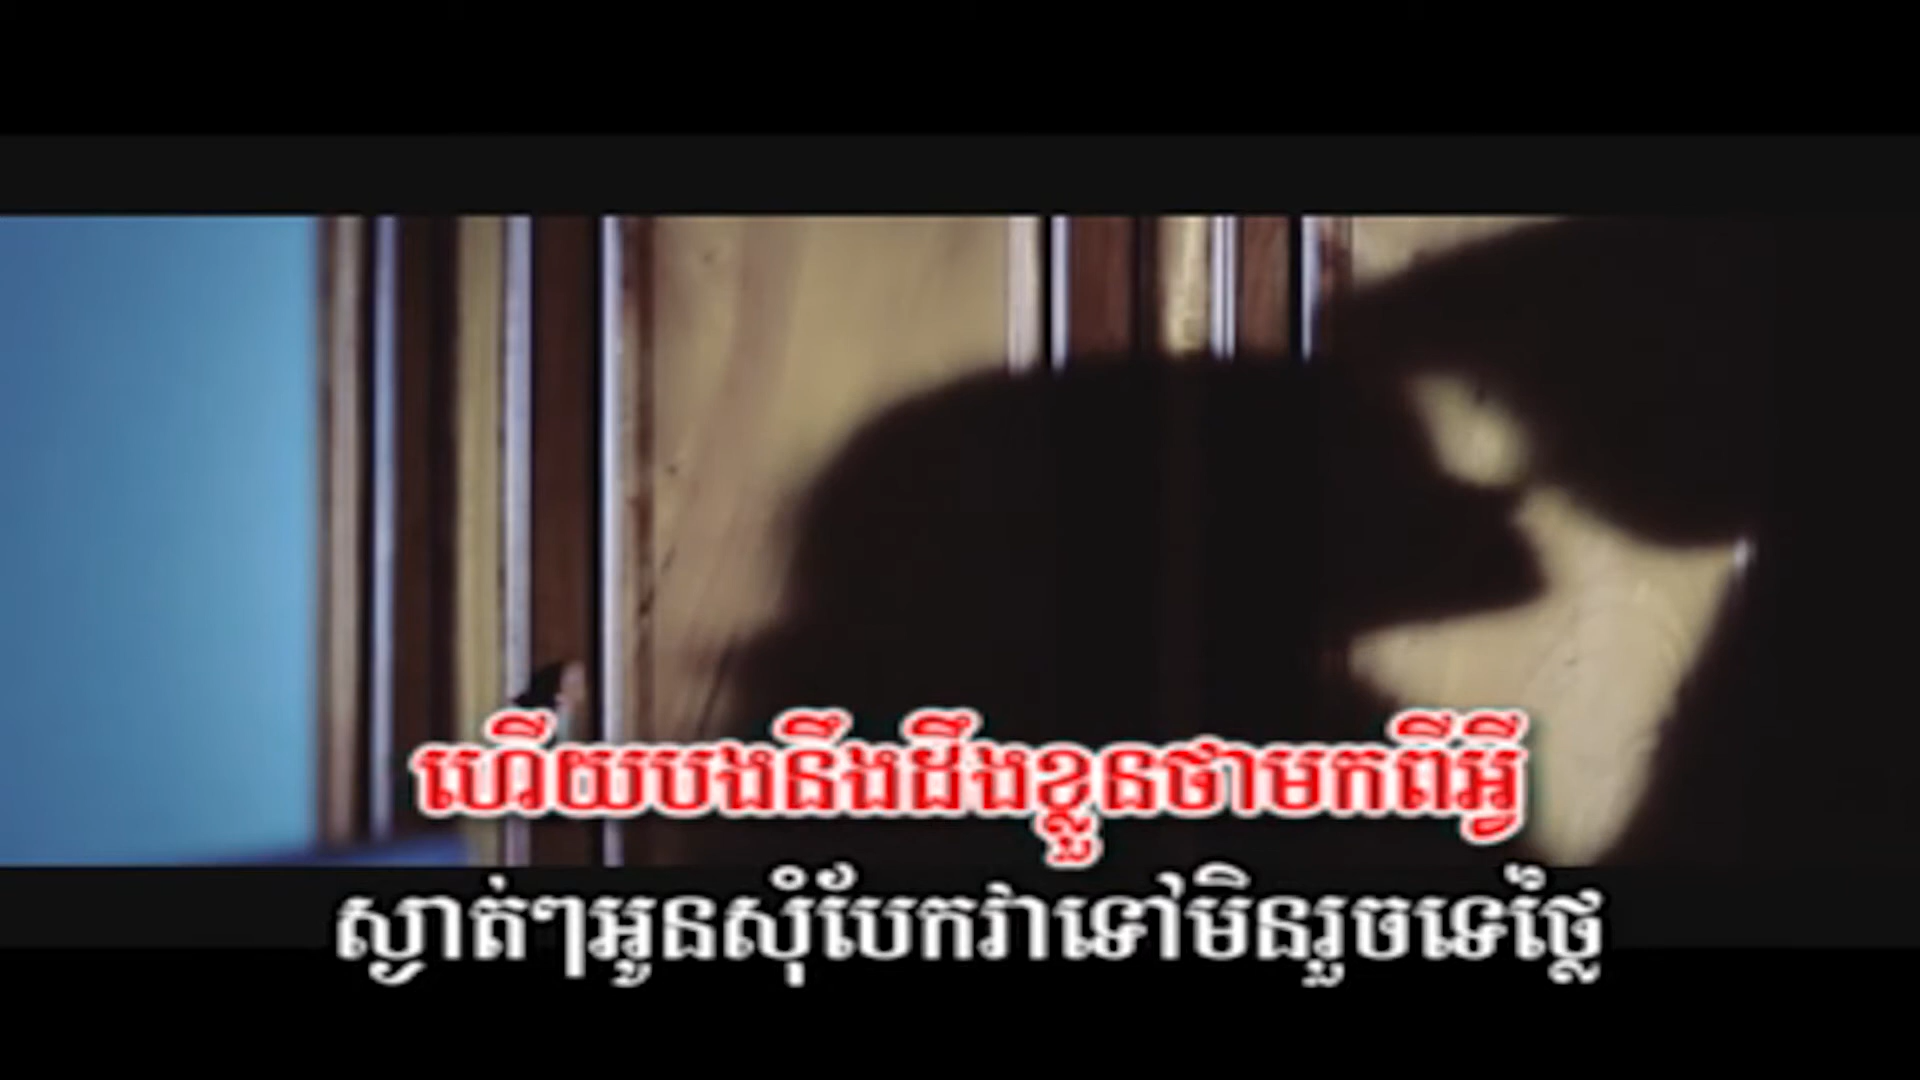 ហើយបងនឹងដឹងខ្លួនថាមកពីអ្វី
ស្ងាត់ៗអូនសុំបែកវាទៅមិនរួចទេថ្លៃ